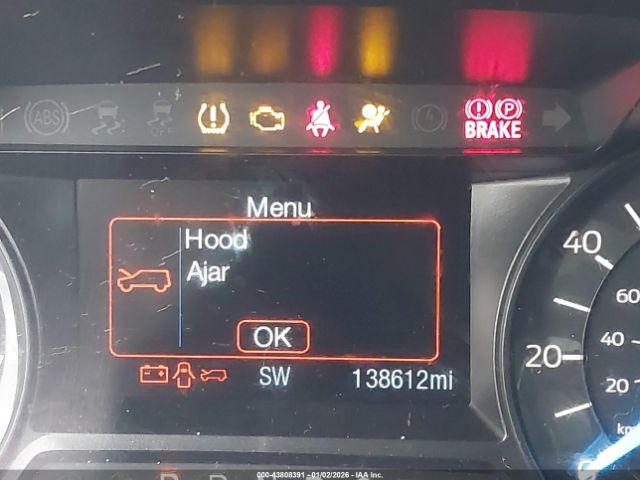 ABS OFF BRAKE
Menu
Hood
Ajar
OK
SW 138612mi
40
20
60
40
20
000-43808391 - 01/02/2026 - IAA Inc.